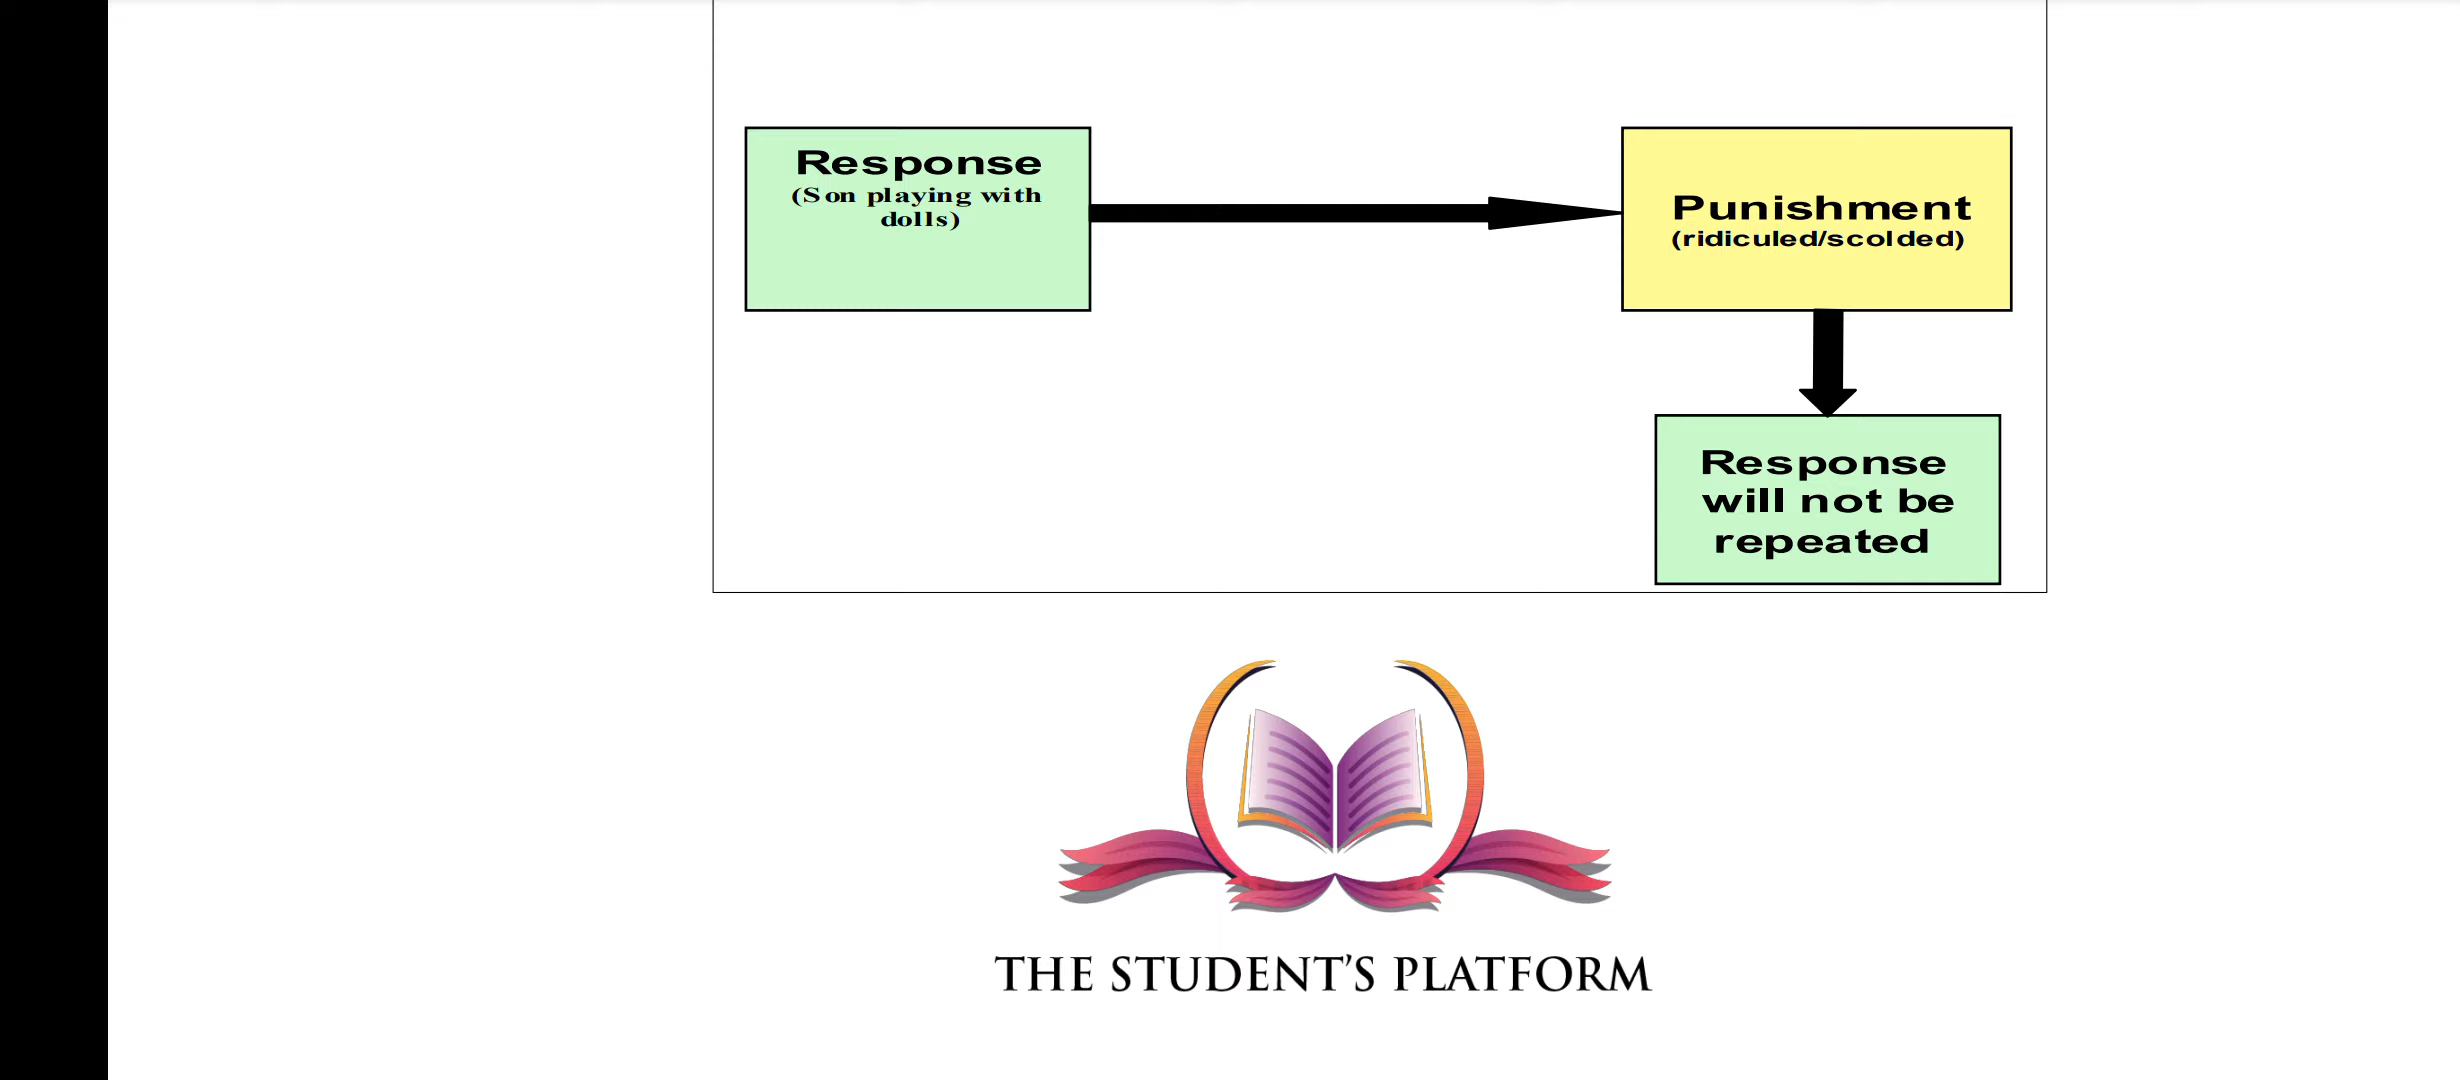 Response
(Son playing with
dolls)
Punishment
(ridiculed/scolded)
Response
will not be
repeated
THE STUDENT'S PLATFORM